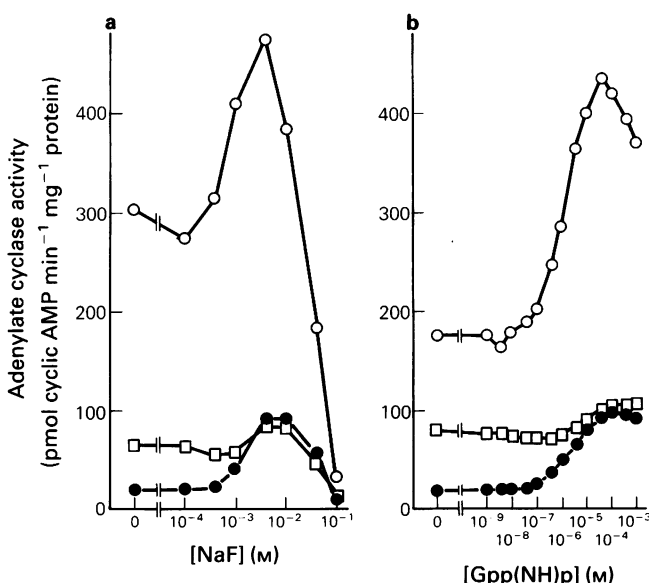 a
Adenylate cyclase activity
(pmol cyclic AMP min⁻¹ mg⁻¹ protein)
400
300
200
100
0
0 10⁻⁴ 10⁻³ 10⁻² 10⁻¹
[NaF] (M)
b
400
300
200
100
0
0 10⁻⁹ 10⁻⁷ 10⁻⁵ 10⁻³
10⁻⁸ 10⁻⁶ 10⁻⁴
[Gpp(NH)p] (M)